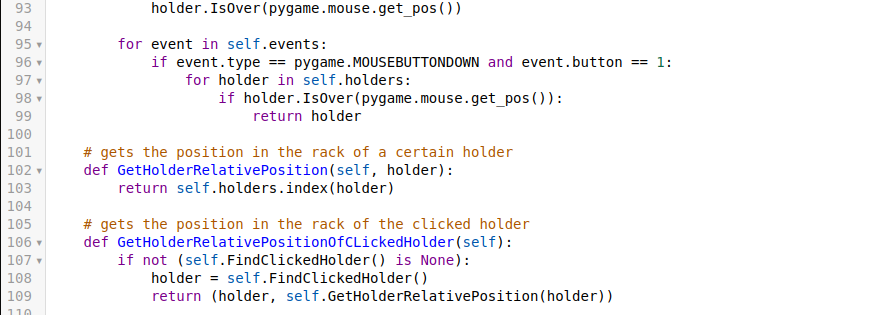 93 holder.IsOver(pygame.mouse.get_pos())
94
95 for event in self.events:
96 if event.type == pygame.MOUSEBUTTONDOWN and event.button == 1:
97 for holder in self.holders:
98 if holder.IsOver(pygame.mouse.get_pos()):
99 return holder
100
101 # gets the position in the rack of a certain holder
102 def GetHolderRelativePosition(self, holder):
103 return self.holders.index(holder)
104
105 # gets the position in the rack of the clicked holder
106 def GetHolderRelativePositionOfCLickedHolder(self):
107 if not (self.FindClickedHolder() is None):
108 holder = self.FindClickedHolder()
109 return (holder, self.GetHolderRelativePosition(holder))
110